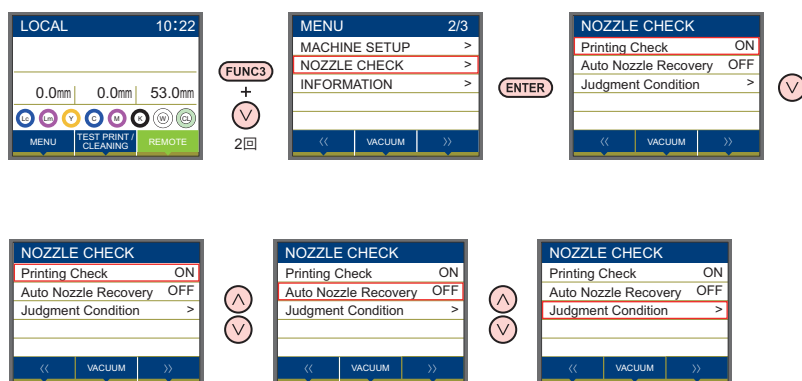 LOCAL 10:22
0.0mm 0.0mm 53.0mm
Lc Lm Y C M K W CL
MENU TEST PRINT / CLEANING REMOTE
FUNC3
+
2回
MENU 2/3
MACHINE SETUP >
NOZZLE CHECK >
INFORMATION >
<< VACUUM >>
ENTER
NOZZLE CHECK
Printing Check ON
Auto Nozzle Recovery OFF
Judgment Condition >
<< VACUUM >>
NOZZLE CHECK
Printing Check ON
Auto Nozzle Recovery OFF
Judgment Condition >
<< VACUUM >>
NOZZLE CHECK
Printing Check ON
Auto Nozzle Recovery OFF
Judgment Condition >
<< VACUUM >>
NOZZLE CHECK
Printing Check ON
Auto Nozzle Recovery OFF
Judgment Condition >
<< VACUUM >>